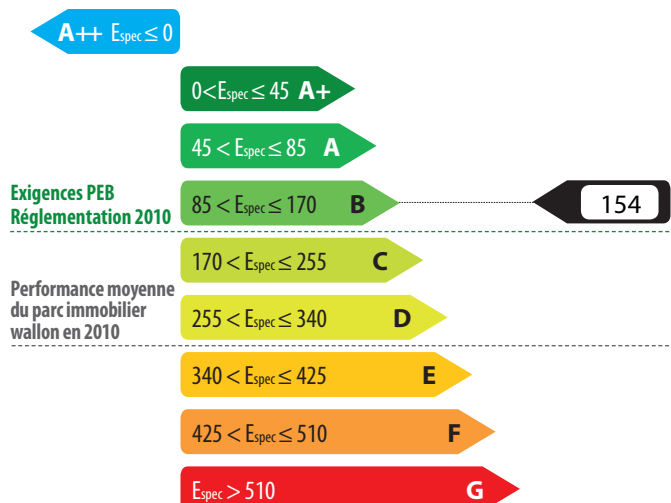 A++ Espec ≤ 0
0<Espec ≤ 45 A+
45 < Espec ≤ 85 A
Exigences PEB
Réglementation 2010
85 < Espec ≤ 170 B
154
170 < Espec ≤ 255 C
Performance moyenne
du parc immobilier
wallon en 2010
255 < Espec ≤ 340 D
340 < Espec ≤ 425 E
425 < Espec ≤ 510 F
Espec > 510 G